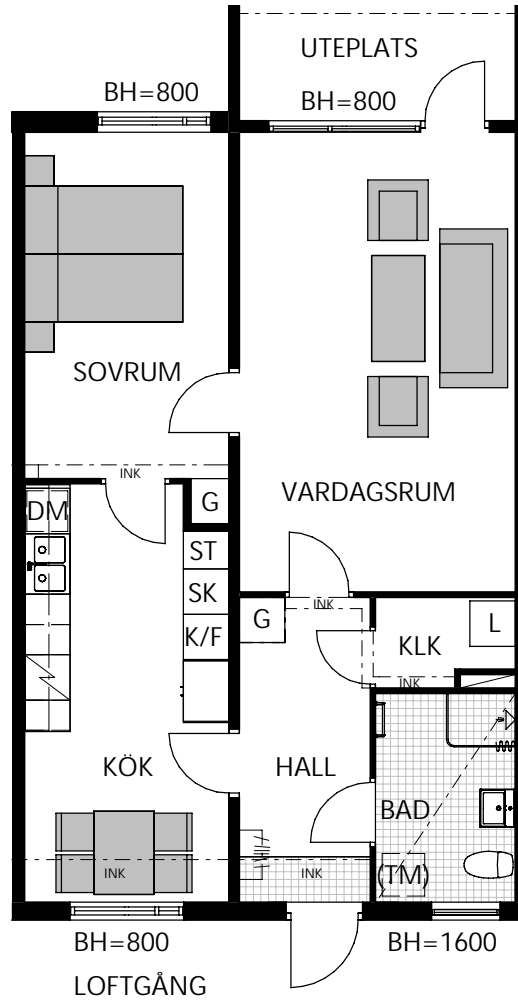 UTEPLATS
BH=800
BH=800
SOVRUM
INK
VARDAGSRUM
DM
G
ST
SK
K/F
INK
G
L
KLK
INK
KÖK
HALL
BAD
(TM)
INK
INK
BH=800
BH=1600
LOFTGÅNG